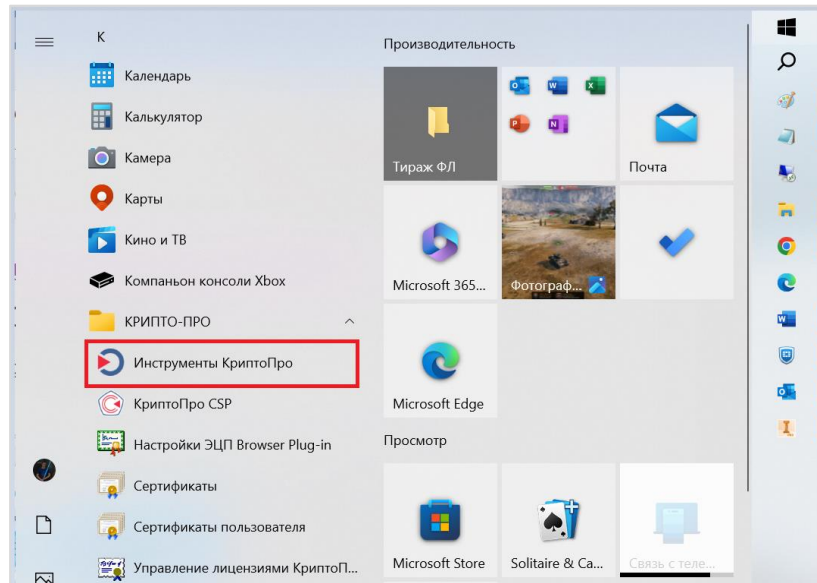 К
Календарь
Калькулятор
Камера
Карты
Кино и ТВ
Компаньон консоли Xbox
КРИПТО-ПРО
Инструменты КриптоПро
КриптоПро CSP
Настройки ЭЦП Browser Plug-in
Сертификаты
Сертификаты пользователя
Управление лицензиями КриптоП...
Производительность
Тираж ФЛ
Почта
Microsoft 365...
Фотограф...
Microsoft Edge
Просмотр
Microsoft Store
Solitaire & Ca...
Связь с теле...